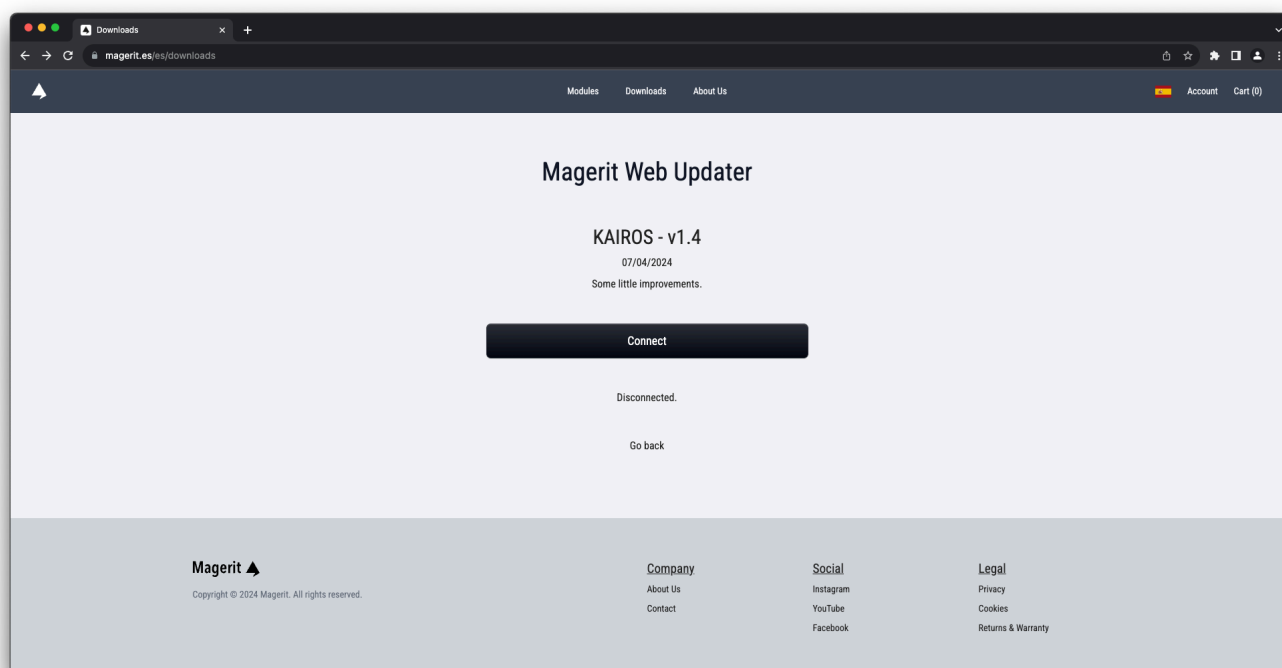 Downloads
magerit.es/es/downloads
Modules Downloads About Us Account Cart (0)
Magerit Web Updater
KAIROS - v1.4
07/04/2024
Some little improvements.
Connect
Disconnected.
Go back
Magerit
Copyright © 2024 Magerit. All rights reserved.
Company
About Us
Contact
Social
Instagram
YouTube
Facebook
Legal
Privacy
Cookies
Returns & Warranty